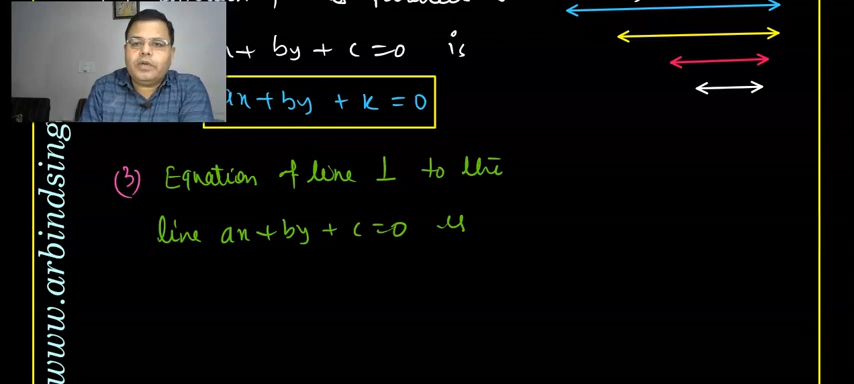 ax + by + c = 0 is
ax + by + k = 0
(3) Equation of line ⊥ to the
line ax + by + c = 0 is
www.arbindsing